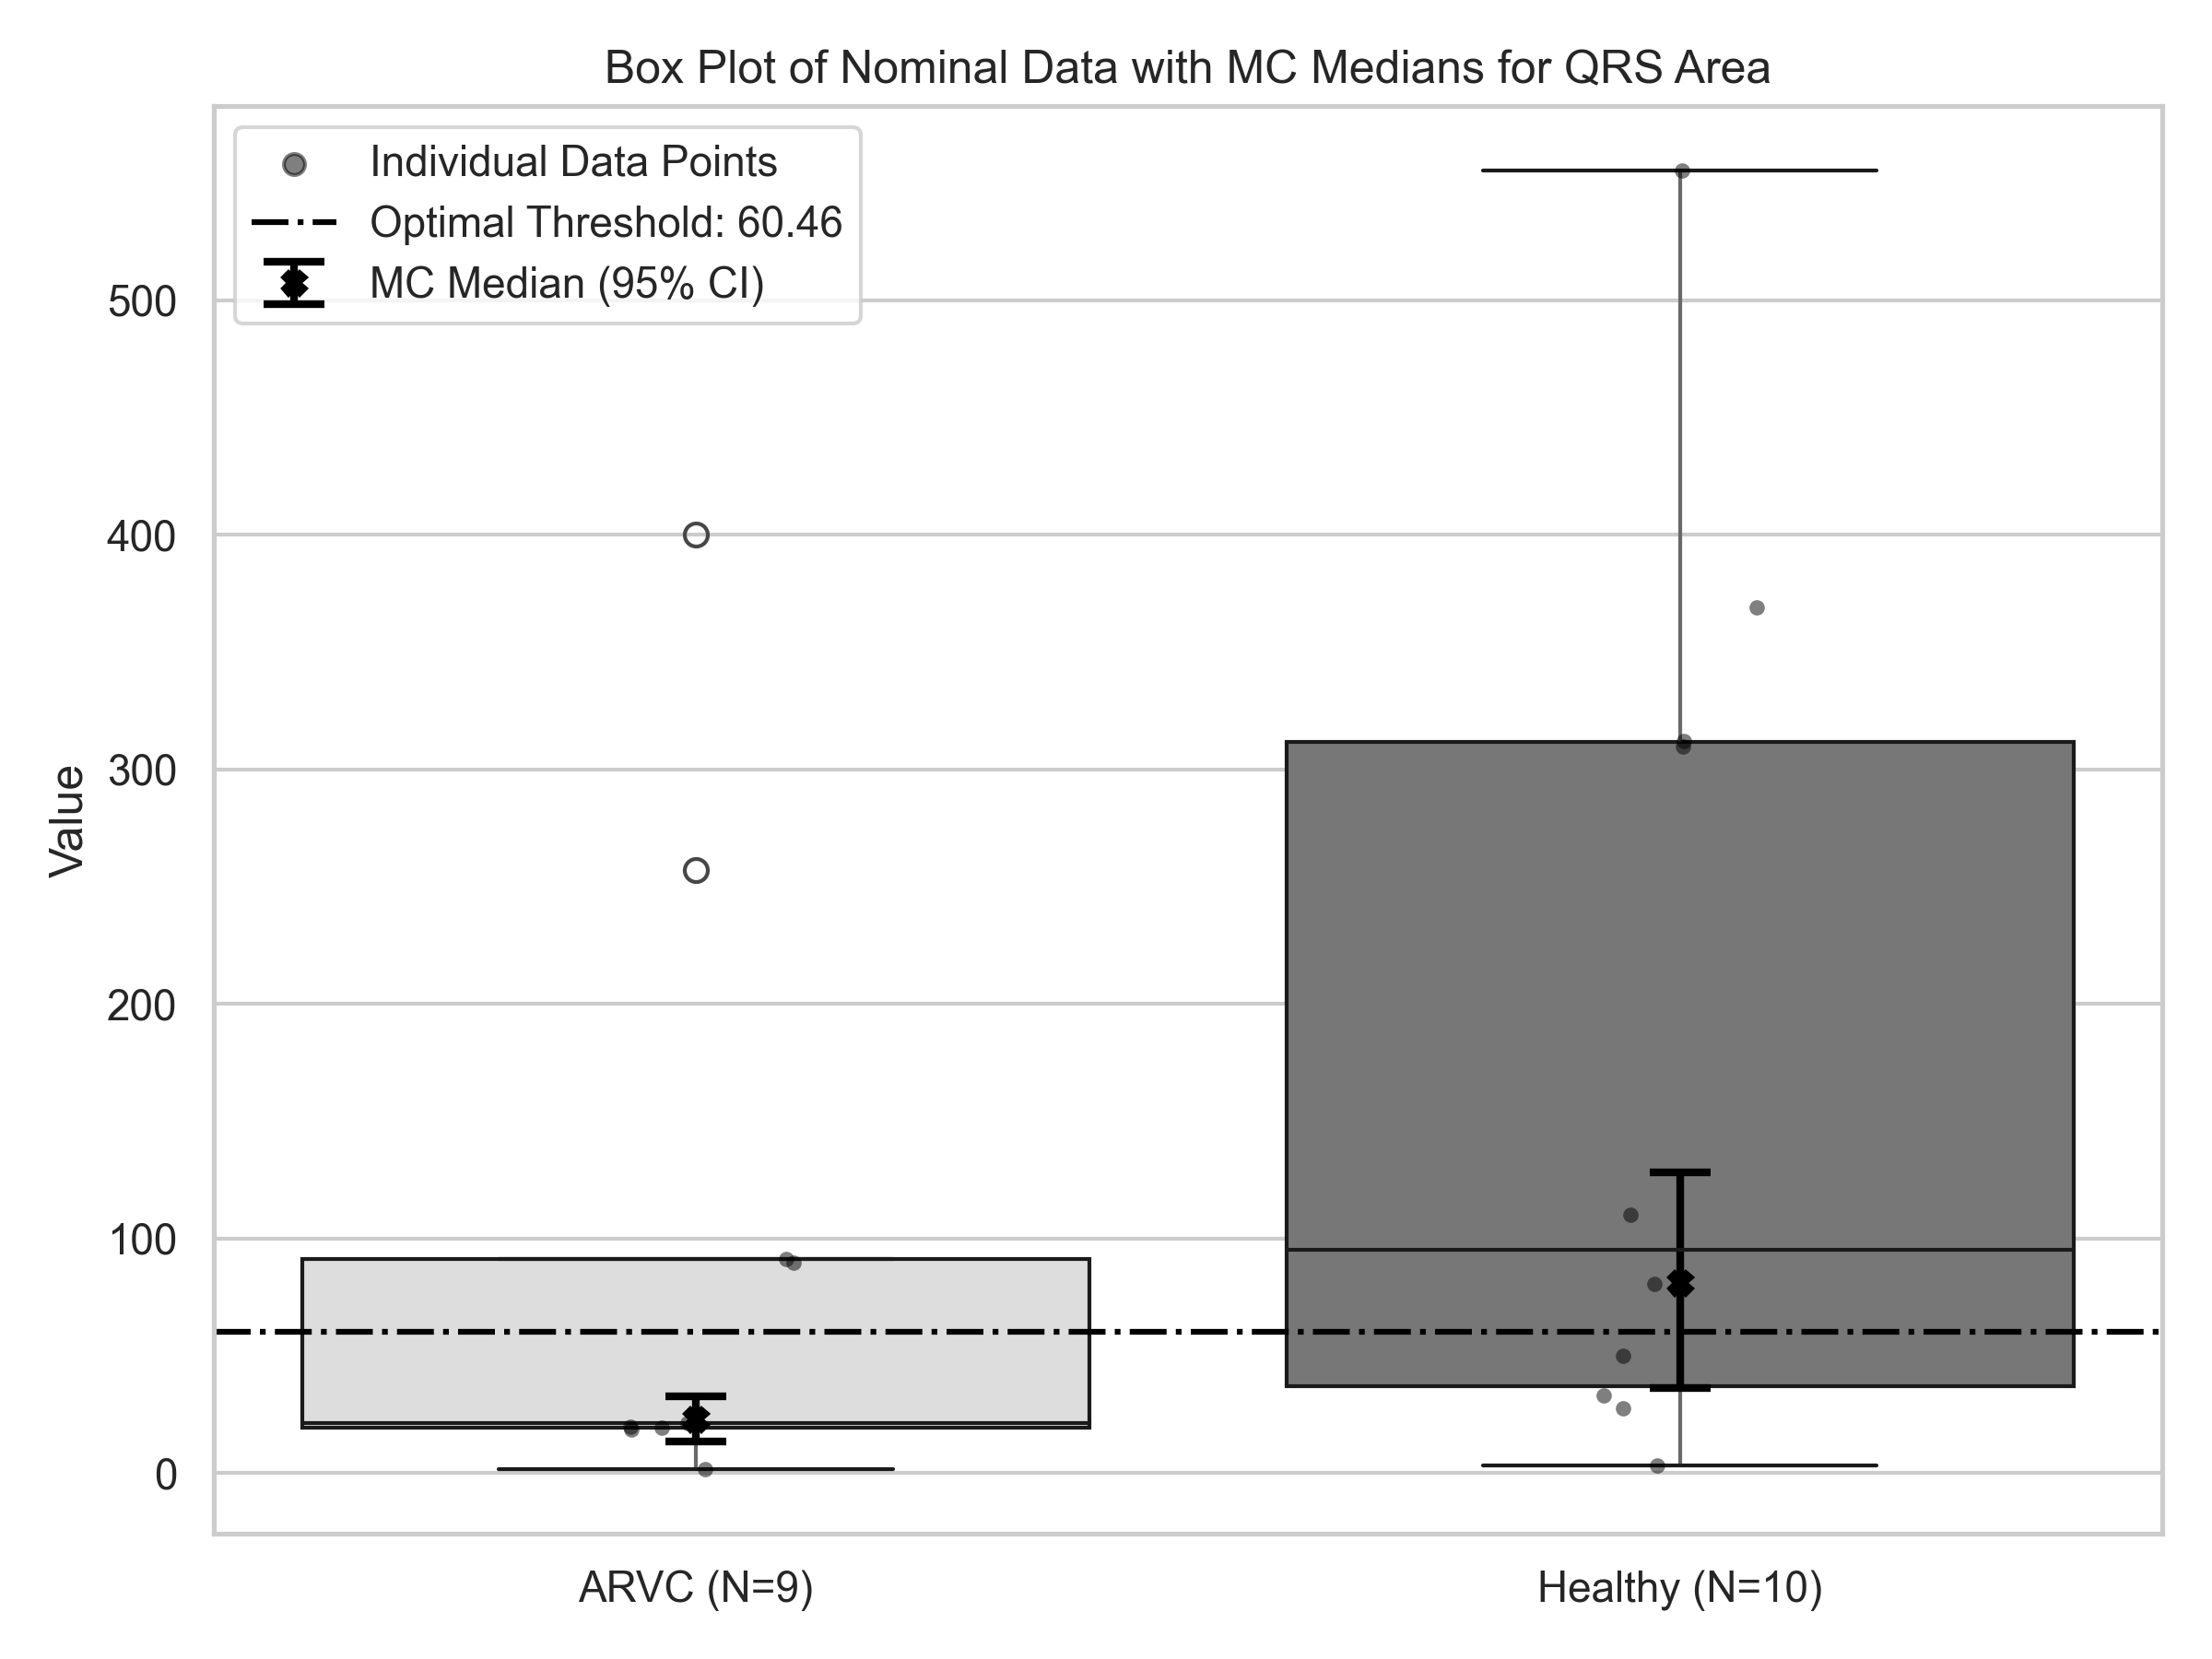 Box Plot of Nominal Data with MC Medians for QRS Area
Individual Data Points
Optimal Threshold: 60.46
MC Median (95% CI)
500
400
300
200
100
0
Value
ARVC (N=9)
Healthy (N=10)